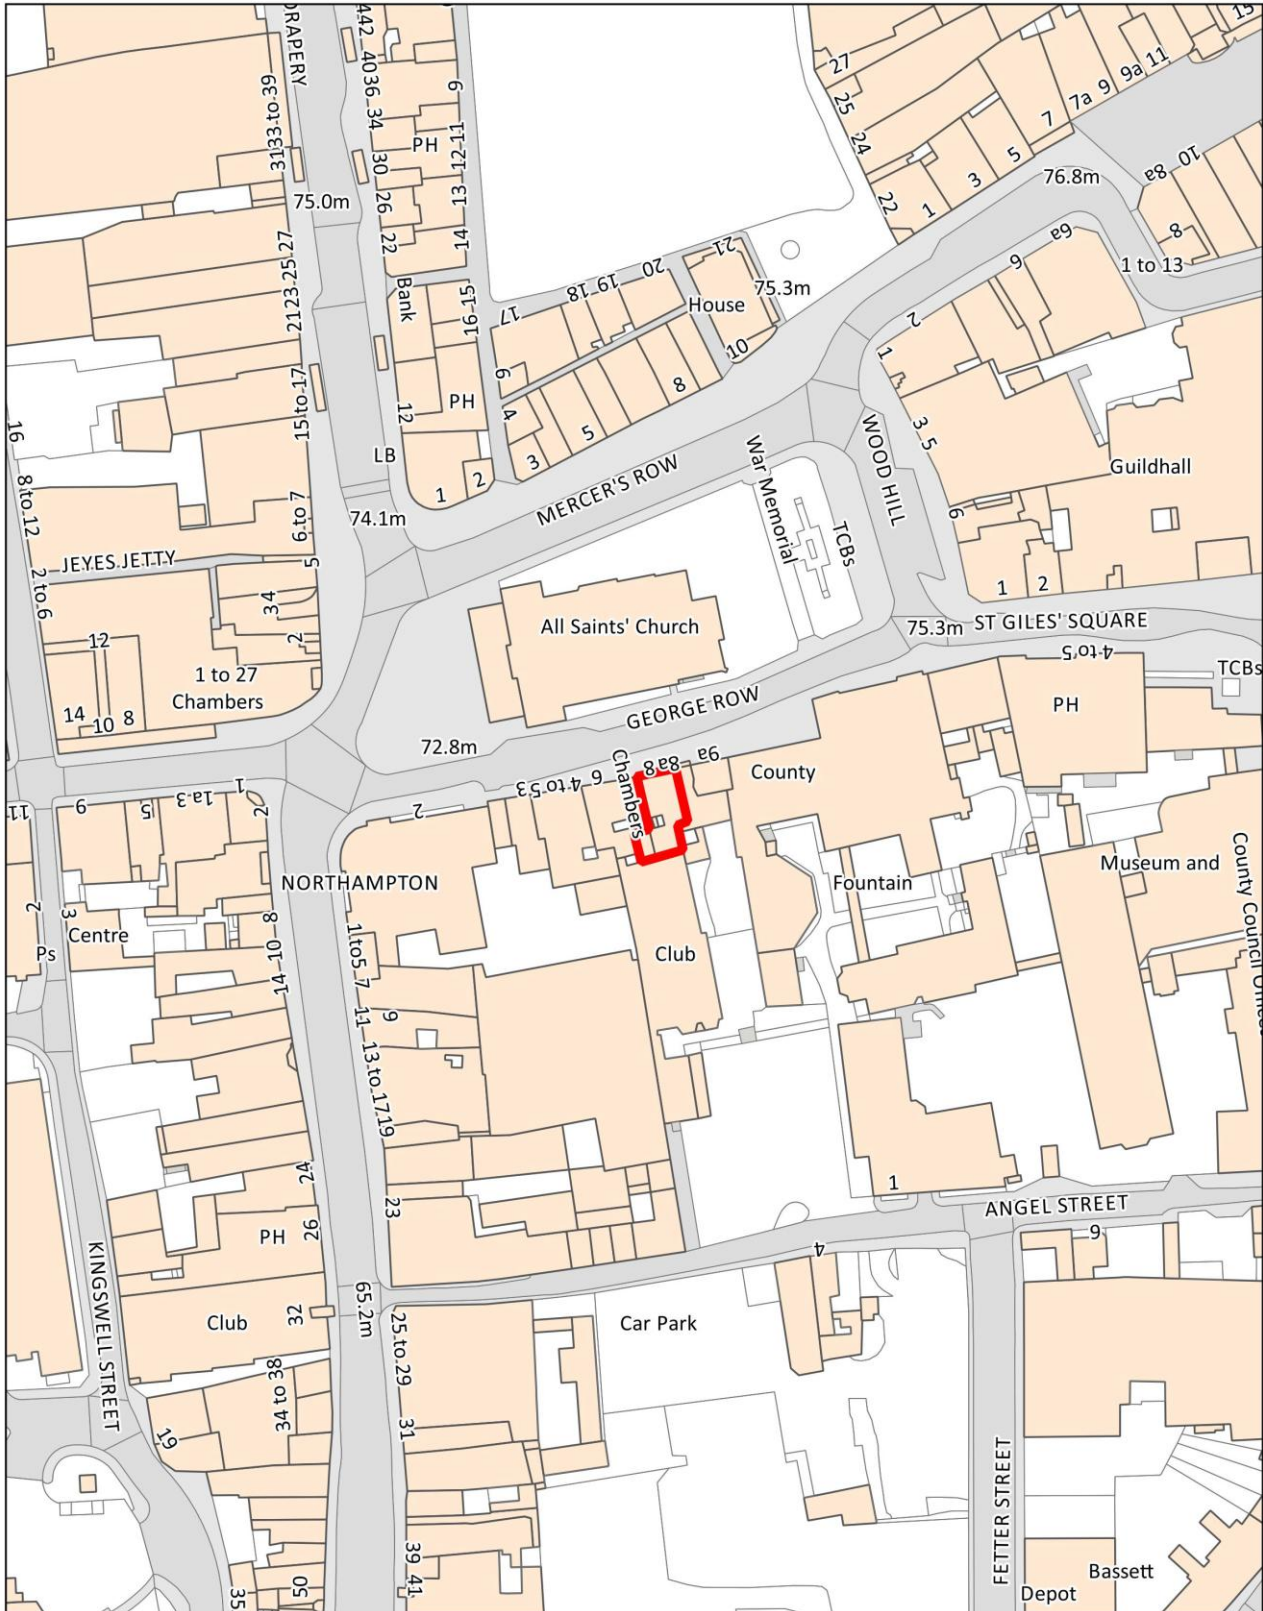 DRAPERY
442
40
36
34
30
26
22
PH
9
11
12
13
14
33 to 39
31
75.0m
27
25
23
21
Bank
15
16
17
18
19
20
21
House
75.3m
10
27
25
24
22
1
3
5
7
7a
9
9a
11
15
76.8m
10
8a
8
6a
6
2
1
1 to 13
15 to 17
12
PH
6
4
3
5
8
LB
1
2
MERCER'S ROW
74.1m
War Memorial
TCBs
WOOD HILL
3
5
6
Guildhall
16
8 to 12
2 to 6
6 to 7
JEYES JETTY
5
34
2
12
1 to 27
Chambers
14
10
8
All Saints' Church
1
2
75.3m
ST GILES' SQUARE
4 to 5
TCBs
PH
GEORGE ROW
72.8m
Chambers
8
8a
9a
County
6
4 to 5
3
2
11
9
5
3
1a
1
2
NORTHAMPTON
Fountain
Museum and
County Council Offices
2
3
Centre
Ps
8
10
14
1 to 5
7
9
11
13 to 17
19
Club
24
26
PH
23
1
ANGEL STREET
6
4
KINGSWELL STREET
Club
32
65.2m
25 to 29
Car Park
34 to 38
31
19
FETTER STREET
39
41
35
50
Depot
Bassett